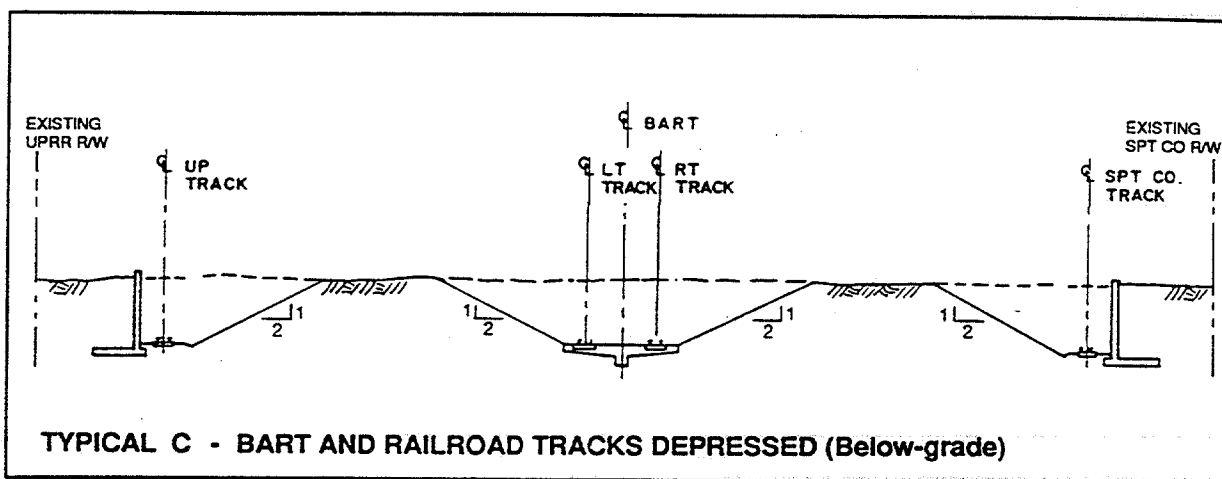 EXISTING
UPRR R/W
℄ UP
TRACK
℄ BART
℄ LT
TRACK
℄ RT
TRACK
EXISTING
SPT CO R/W
℄ SPT CO.
TRACK
1
2
1
2
1
2
1
2
TYPICAL C - BART AND RAILROAD TRACKS DEPRESSED (Below-grade)